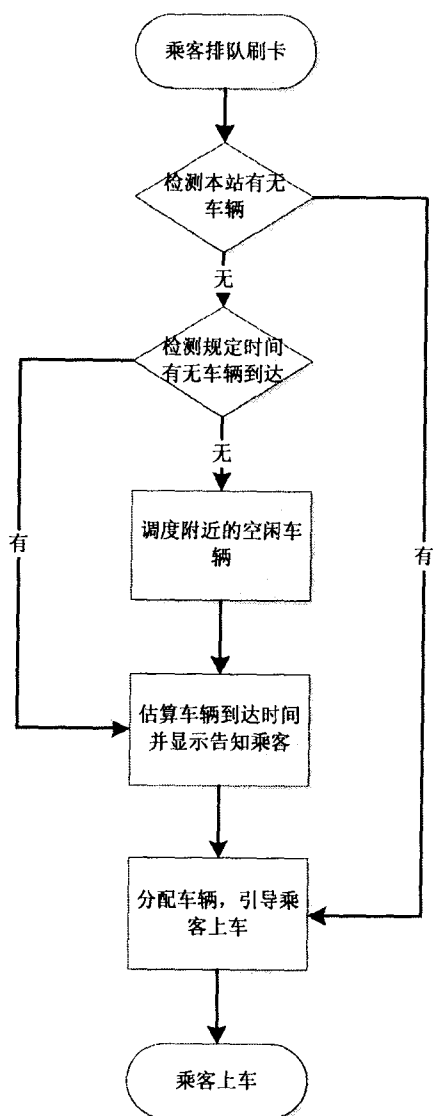 乘客排队刷卡
检测本站有无
车辆
无
检测规定时间
有无车辆到达
无
调度附近的空闲车
辆
有
有
估算车辆到达时间
并显示告知乘客
分配车辆，引导乘
客上车
乘客上车